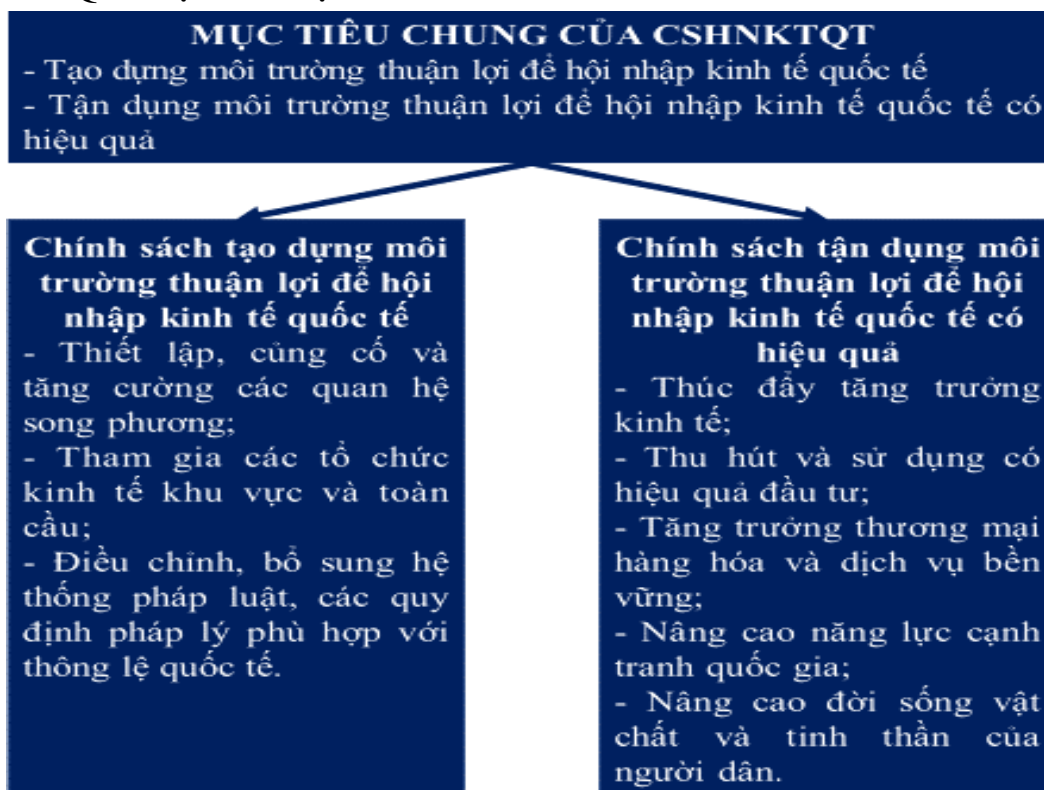 MỤC TIÊU CHUNG CỦA CSHNKTQT
- Tạo dựng môi trường thuận lợi để hội nhập kinh tế quốc tế
- Tận dụng môi trường thuận lợi để hội nhập kinh tế quốc tế có
hiệu quả
Chính sách tạo dựng môi
trường thuận lợi để hội
nhập kinh tế quốc tế
- Thiết lập, củng cố và
tăng cường các quan hệ
song phương;
- Tham gia các tổ chức
kinh tế khu vực và toàn
cầu;
- Điều chỉnh, bổ sung hệ
thống pháp luật, các quy
định pháp lý phù hợp với
thông lệ quốc tế.
Chính sách tận dụng môi
trường thuận lợi để hội
nhập kinh tế quốc tế có
hiệu quả
- Thúc đẩy tăng trưởng
kinh tế;
- Thu hút và sử dụng có
hiệu quả đầu tư;
- Tăng trưởng thương mại
hàng hóa và dịch vụ bền
vững;
- Nâng cao năng lực cạnh
tranh quốc gia;
- Nâng cao đời sống vật
chất và tinh thần của
người dân.